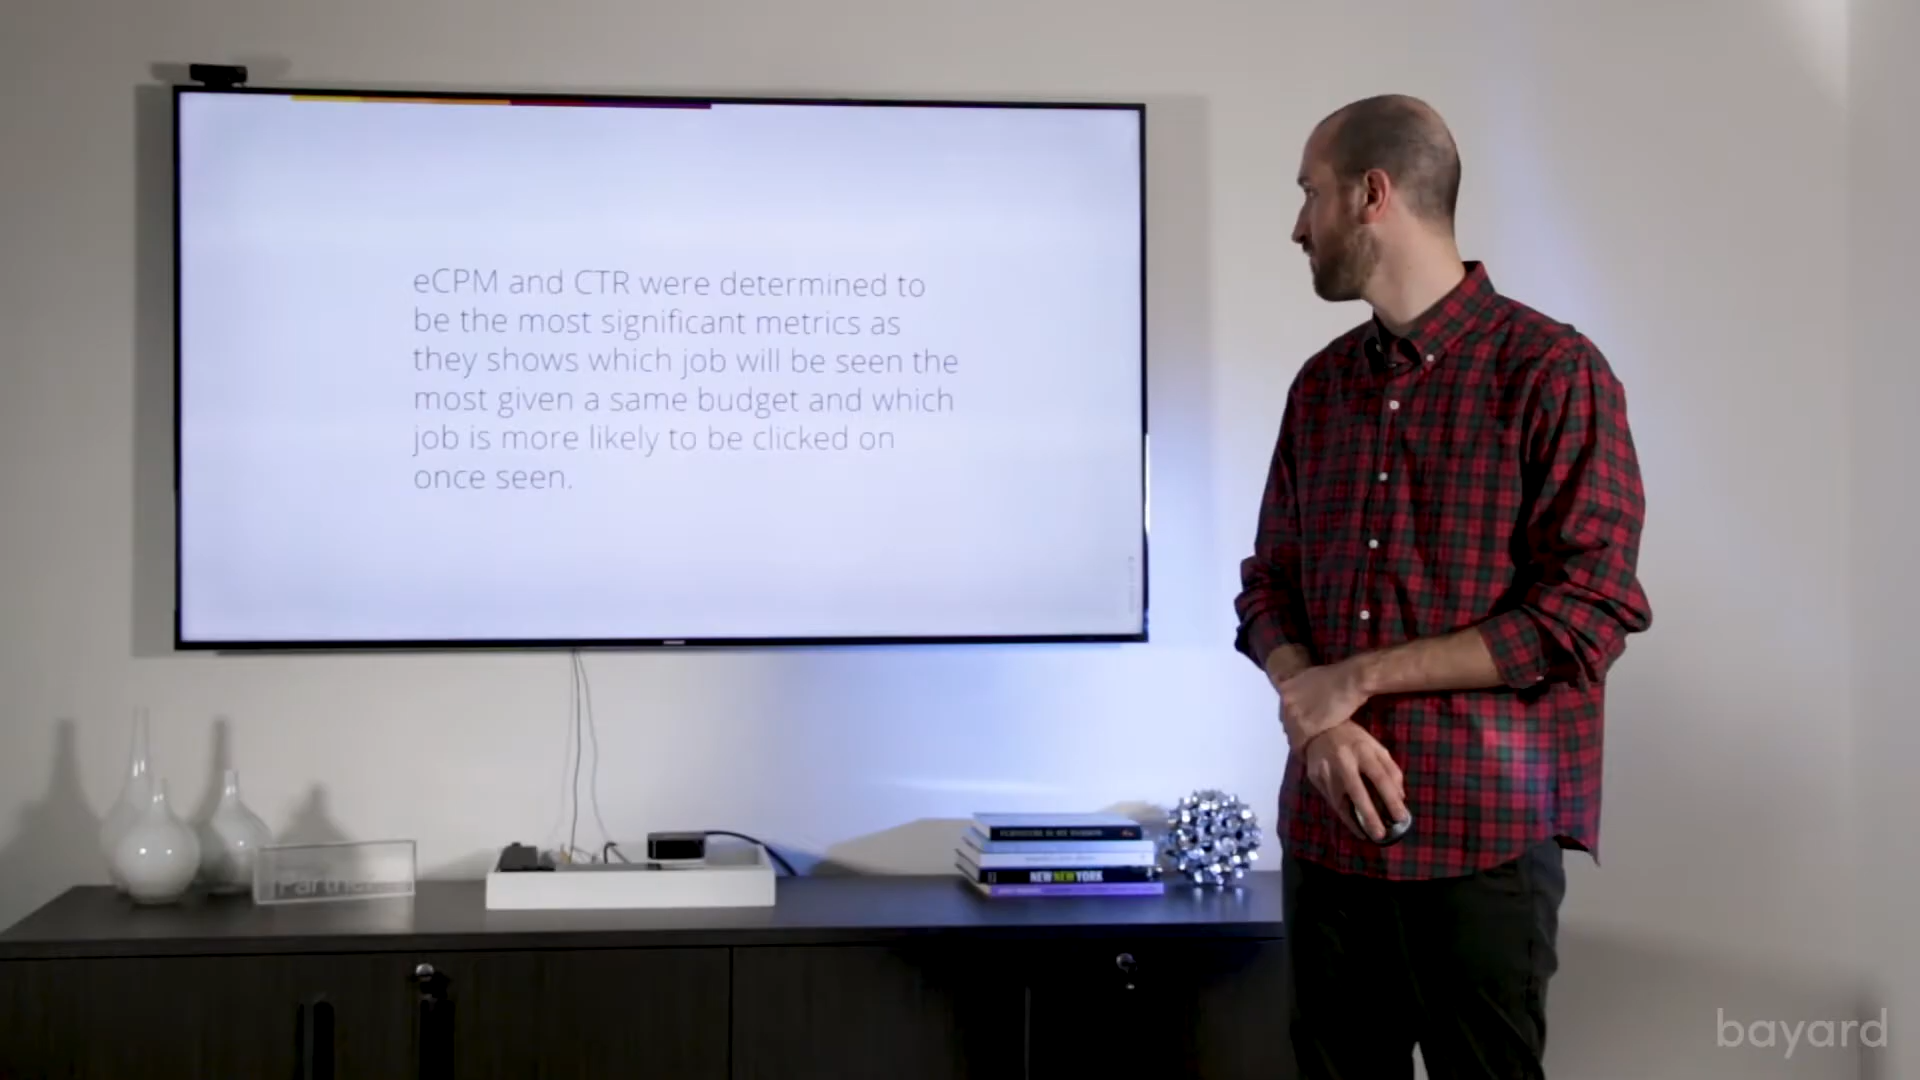 eCPM and CTR were determined to
be the most significant metrics as
they shows which job will be seen the
most given a same budget and which
job is more likely to be clicked on
once seen.
NEW NEW YORK
bayard